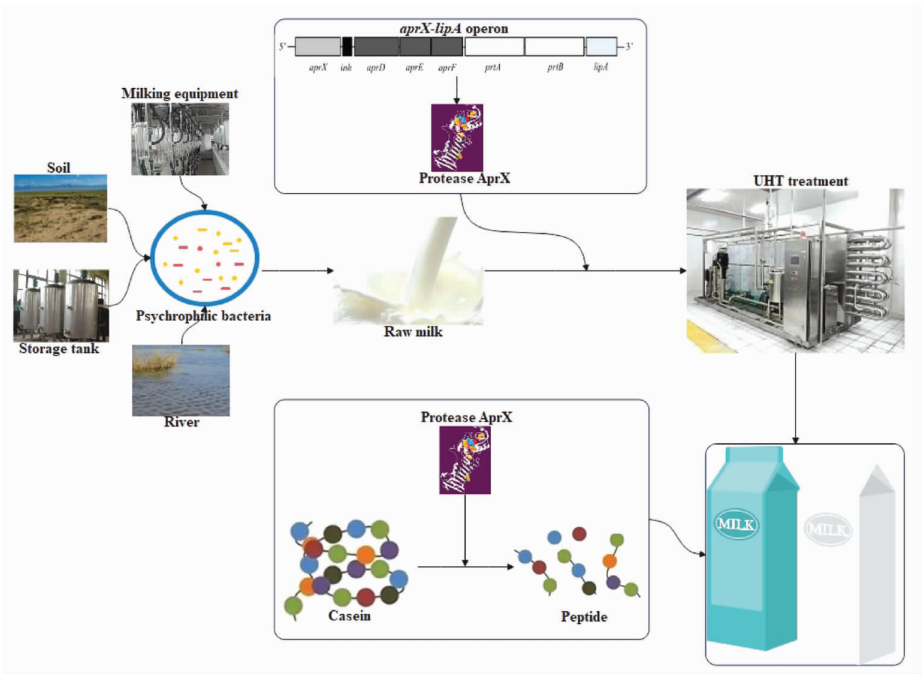 aprX-lipA operon
5'
3'
aprX inh aprD aprE aprF prtA prtB lipA
Protease AprX
Milking equipment
Soil
Storage tank
Psychrophilic bacteria
River
Raw milk
UHT treatment
Protease AprX
Casein
Peptide
MILK
MILK